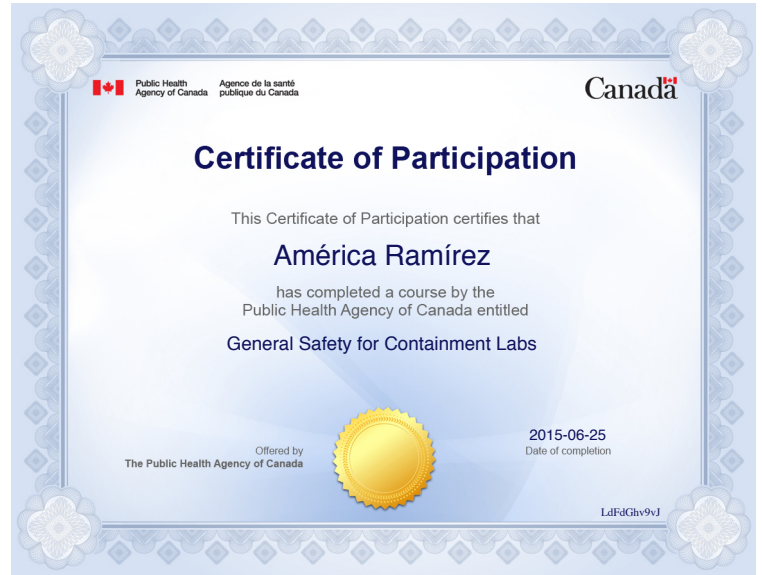 Public Health
Agency of Canada
Agence de la santé
publique du Canada
Canada
Certificate of Participation
This Certificate of Participation certifies that
América Ramírez
has completed a course by the
Public Health Agency of Canada entitled
General Safety for Containment Labs
Offered by
The Public Health Agency of Canada
2015-06-25
Date of completion
LdFdGhv9vJ